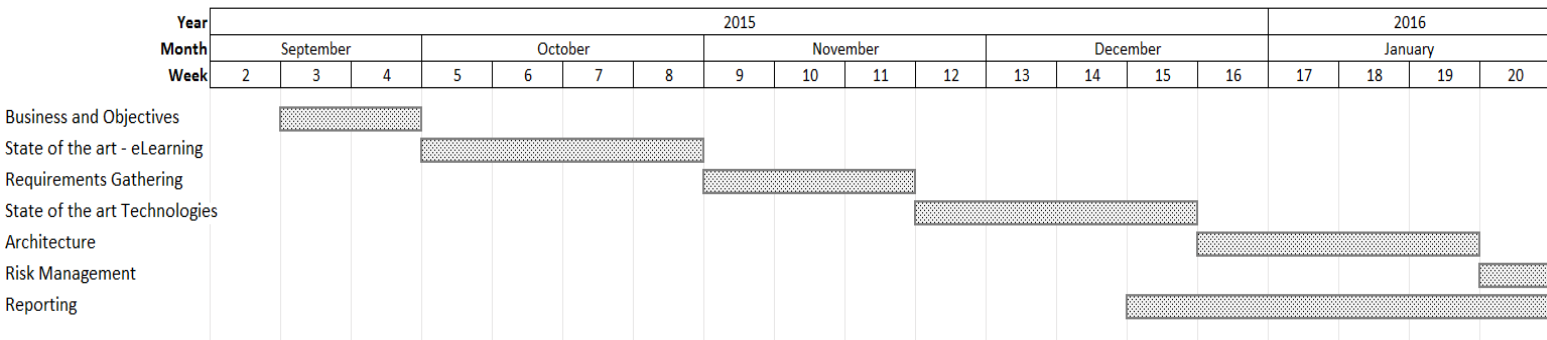 Year 2015 2016
Month September October November December January
Week 2 3 4 5 6 7 8 9 10 11 12 13 14 15 16 17 18 19 20
Business and Objectives
State of the art - eLearning
Requirements Gathering
State of the art Technologies
Architecture
Risk Management
Reporting